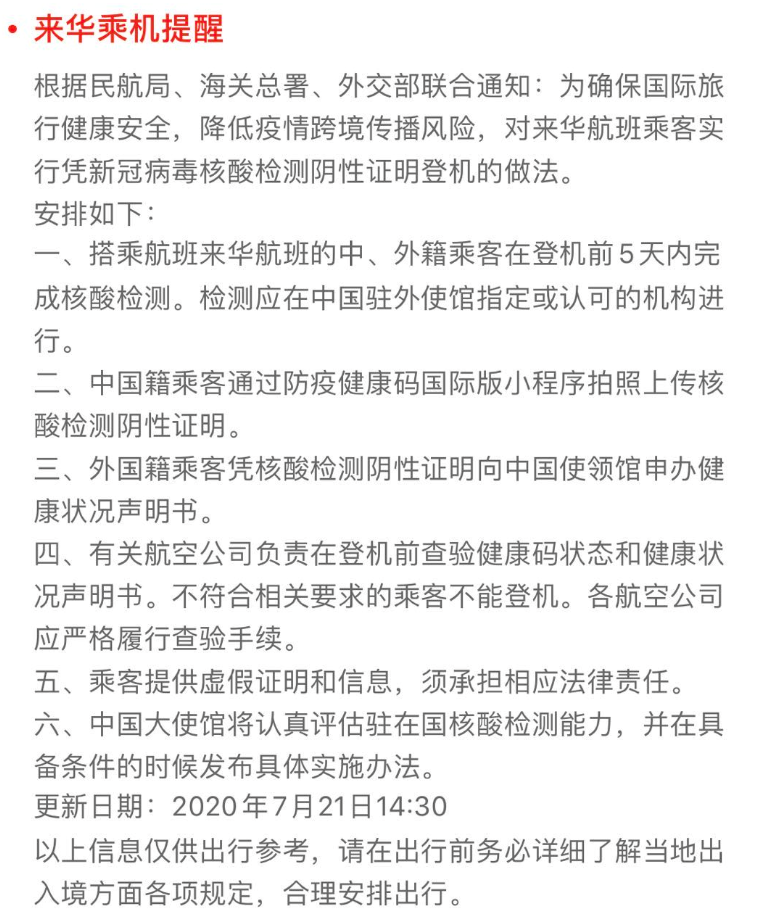 • 来华乘机提醒
根据民航局、海关总署、外交部联合通知：为确保国际旅
行健康安全，降低疫情跨境传播风险，对来华航班乘客实
行凭新冠病毒核酸检测阴性证明登机的做法。
安排如下：
一、搭乘航班来华航班的中、外籍乘客在登机前5天内完
成核酸检测。检测应在中国驻外使馆指定或认可的机构进
行。
二、中国籍乘客通过防疫健康码国际版小程序拍照上传核
酸检测阴性证明。
三、外国籍乘客凭核酸检测阴性证明向中国使领馆申办健
康状况声明书。
四、有关航空公司负责在登机前查验健康码状态和健康状
况声明书。不符合相关要求的乘客不能登机。各航空公司
应严格履行查验手续。
五、乘客提供虚假证明和信息，须承担相应法律责任。
六、中国大使馆将认真评估驻在国核酸检测能力，并在具
备条件的时候发布具体实施办法。
更新日期：2020年7月21日14:30
以上信息仅供出行参考，请在出行前务必详细了解当地出
入境方面各项规定，合理安排出行。